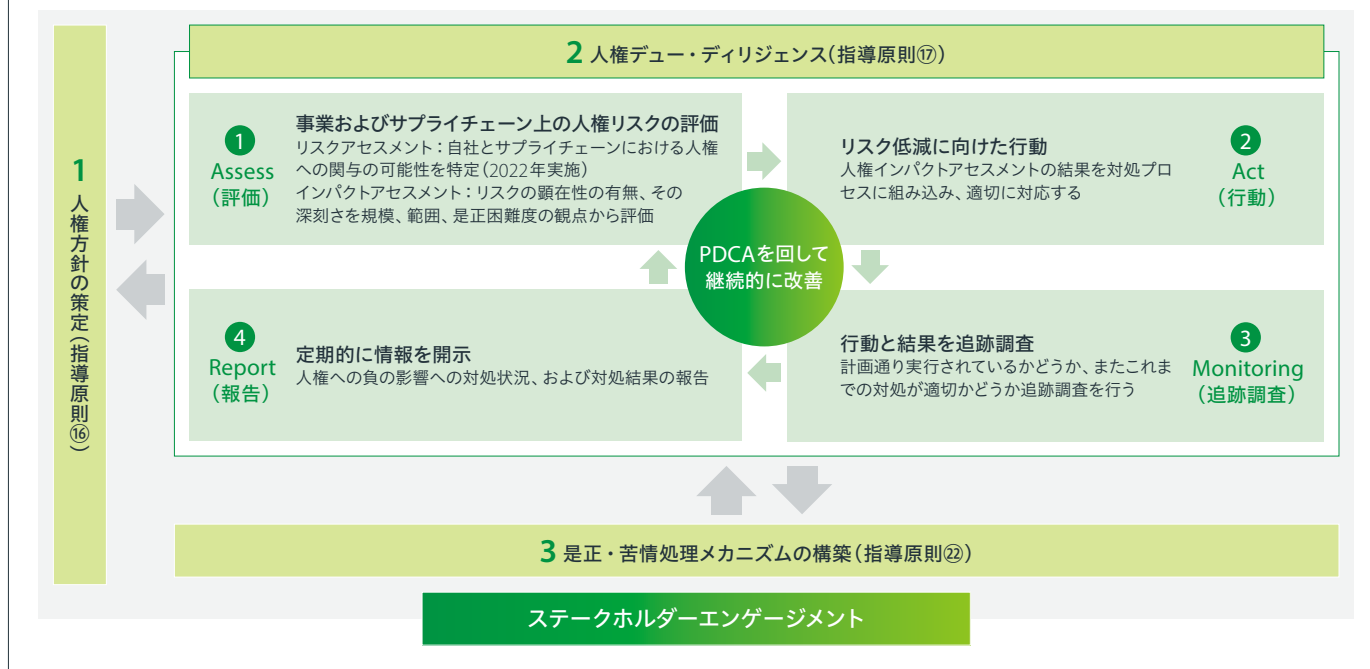 1 人権方針の策定(指導原則⑯)
2 人権デュー・ディリジェンス(指導原則⑰)
1
Assess
(評価)
事業およびサプライチェーン上の人権リスクの評価
リスクアセスメント：自社とサプライチェーンにおける人権
への関与の可能性を特定(2022年実施)
インパクトアセスメント：リスクの顕在性の有無、その
深刻さを規模、範囲、是正困難度の観点から評価
リスク低減に向けた行動
人権インパクトアセスメントの結果を対処プロ
セスに組み込み、適切に対応する
2
Act
(行動)
PDCAを回して
継続的に改善
4
Report
(報告)
定期的に情報を開示
人権への負の影響への対処状況、および対処結果の報告
行動と結果を追跡調査
計画通り実行されているかどうか、またこれま
での対処が適切かどうか追跡調査を行う
3
Monitoring
(追跡調査)
3 是正・苦情処理メカニズムの構築(指導原則㉒)
ステークホルダーエンゲージメント